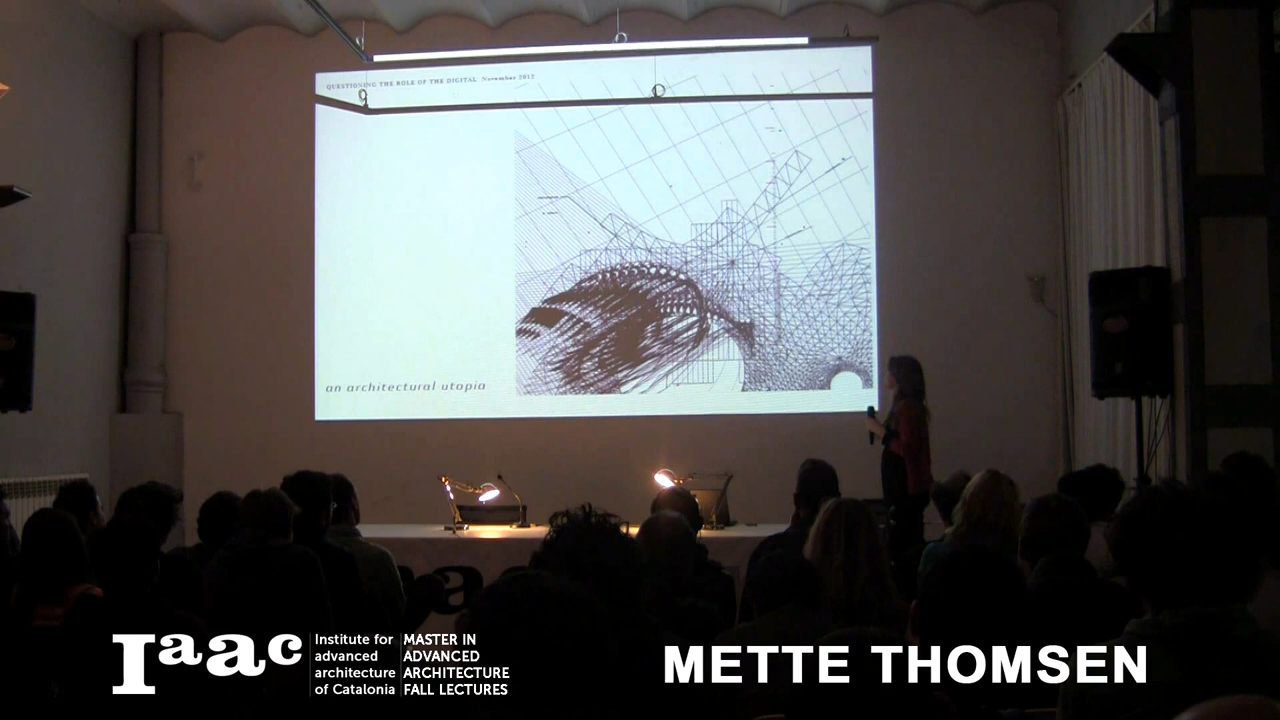 QUESTIONING THE ROLE OF THE DIGITAL November 2012
an architectural utopia
Iaac
Institute for
advanced
architecture
of Catalonia
MASTER IN
ADVANCED
ARCHITECTURE
FALL LECTURES
METTE THOMSEN